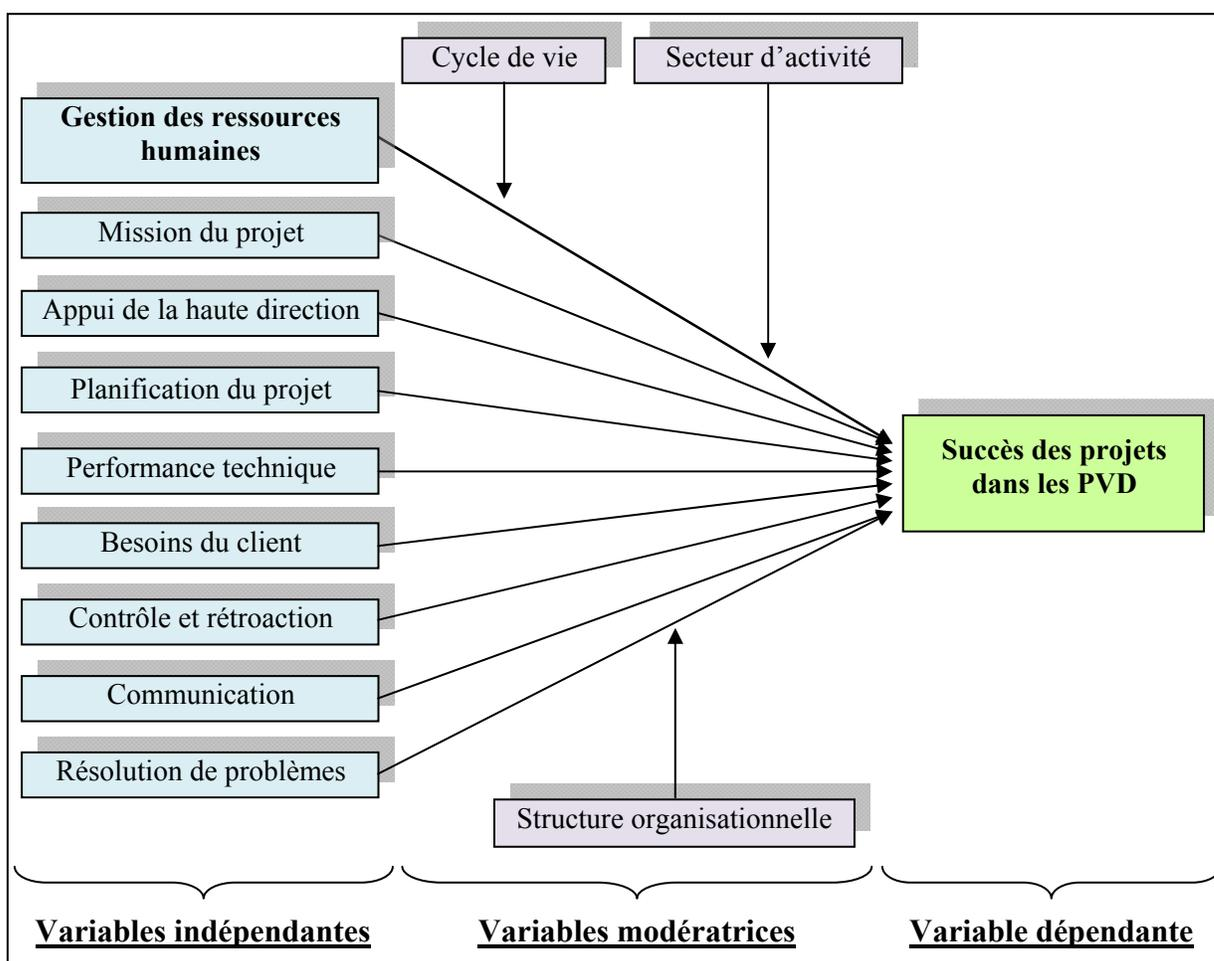 Cycle de vie
Secteur d’activité
Gestion des ressources
humaines
Mission du projet
Appui de la haute direction
Planification du projet
Performance technique
Besoins du client
Contrôle et rétroaction
Communication
Résolution de problèmes
Succès des projets
dans les PVD
Structure organisationnelle
Variables indépendantes
Variables modératrices
Variable dépendante